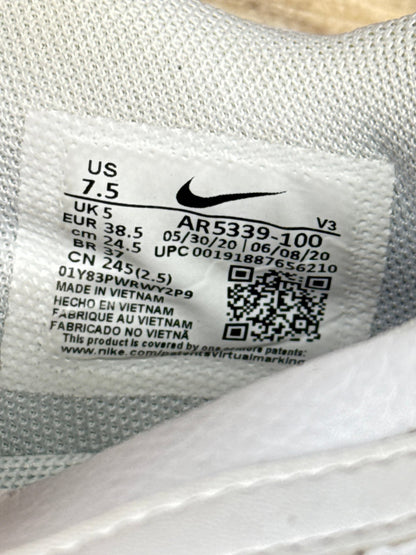 US
7.5
UK 5
EUR 38.5
cm 24.5
BR 37
CN 245(2.5)
AR5339-100 V3
05/30/20 | 06/08/20
UPC 00191887656210
01Y83PWRWY2P9
MADE IN VIETNAM
HECHO EN VIETNAM
FABRIQUE AU VIETNAM
FABRICADO NO VIETNÃ
This product is covered by one or more patents:
www.nike.com/patents virtualmarking